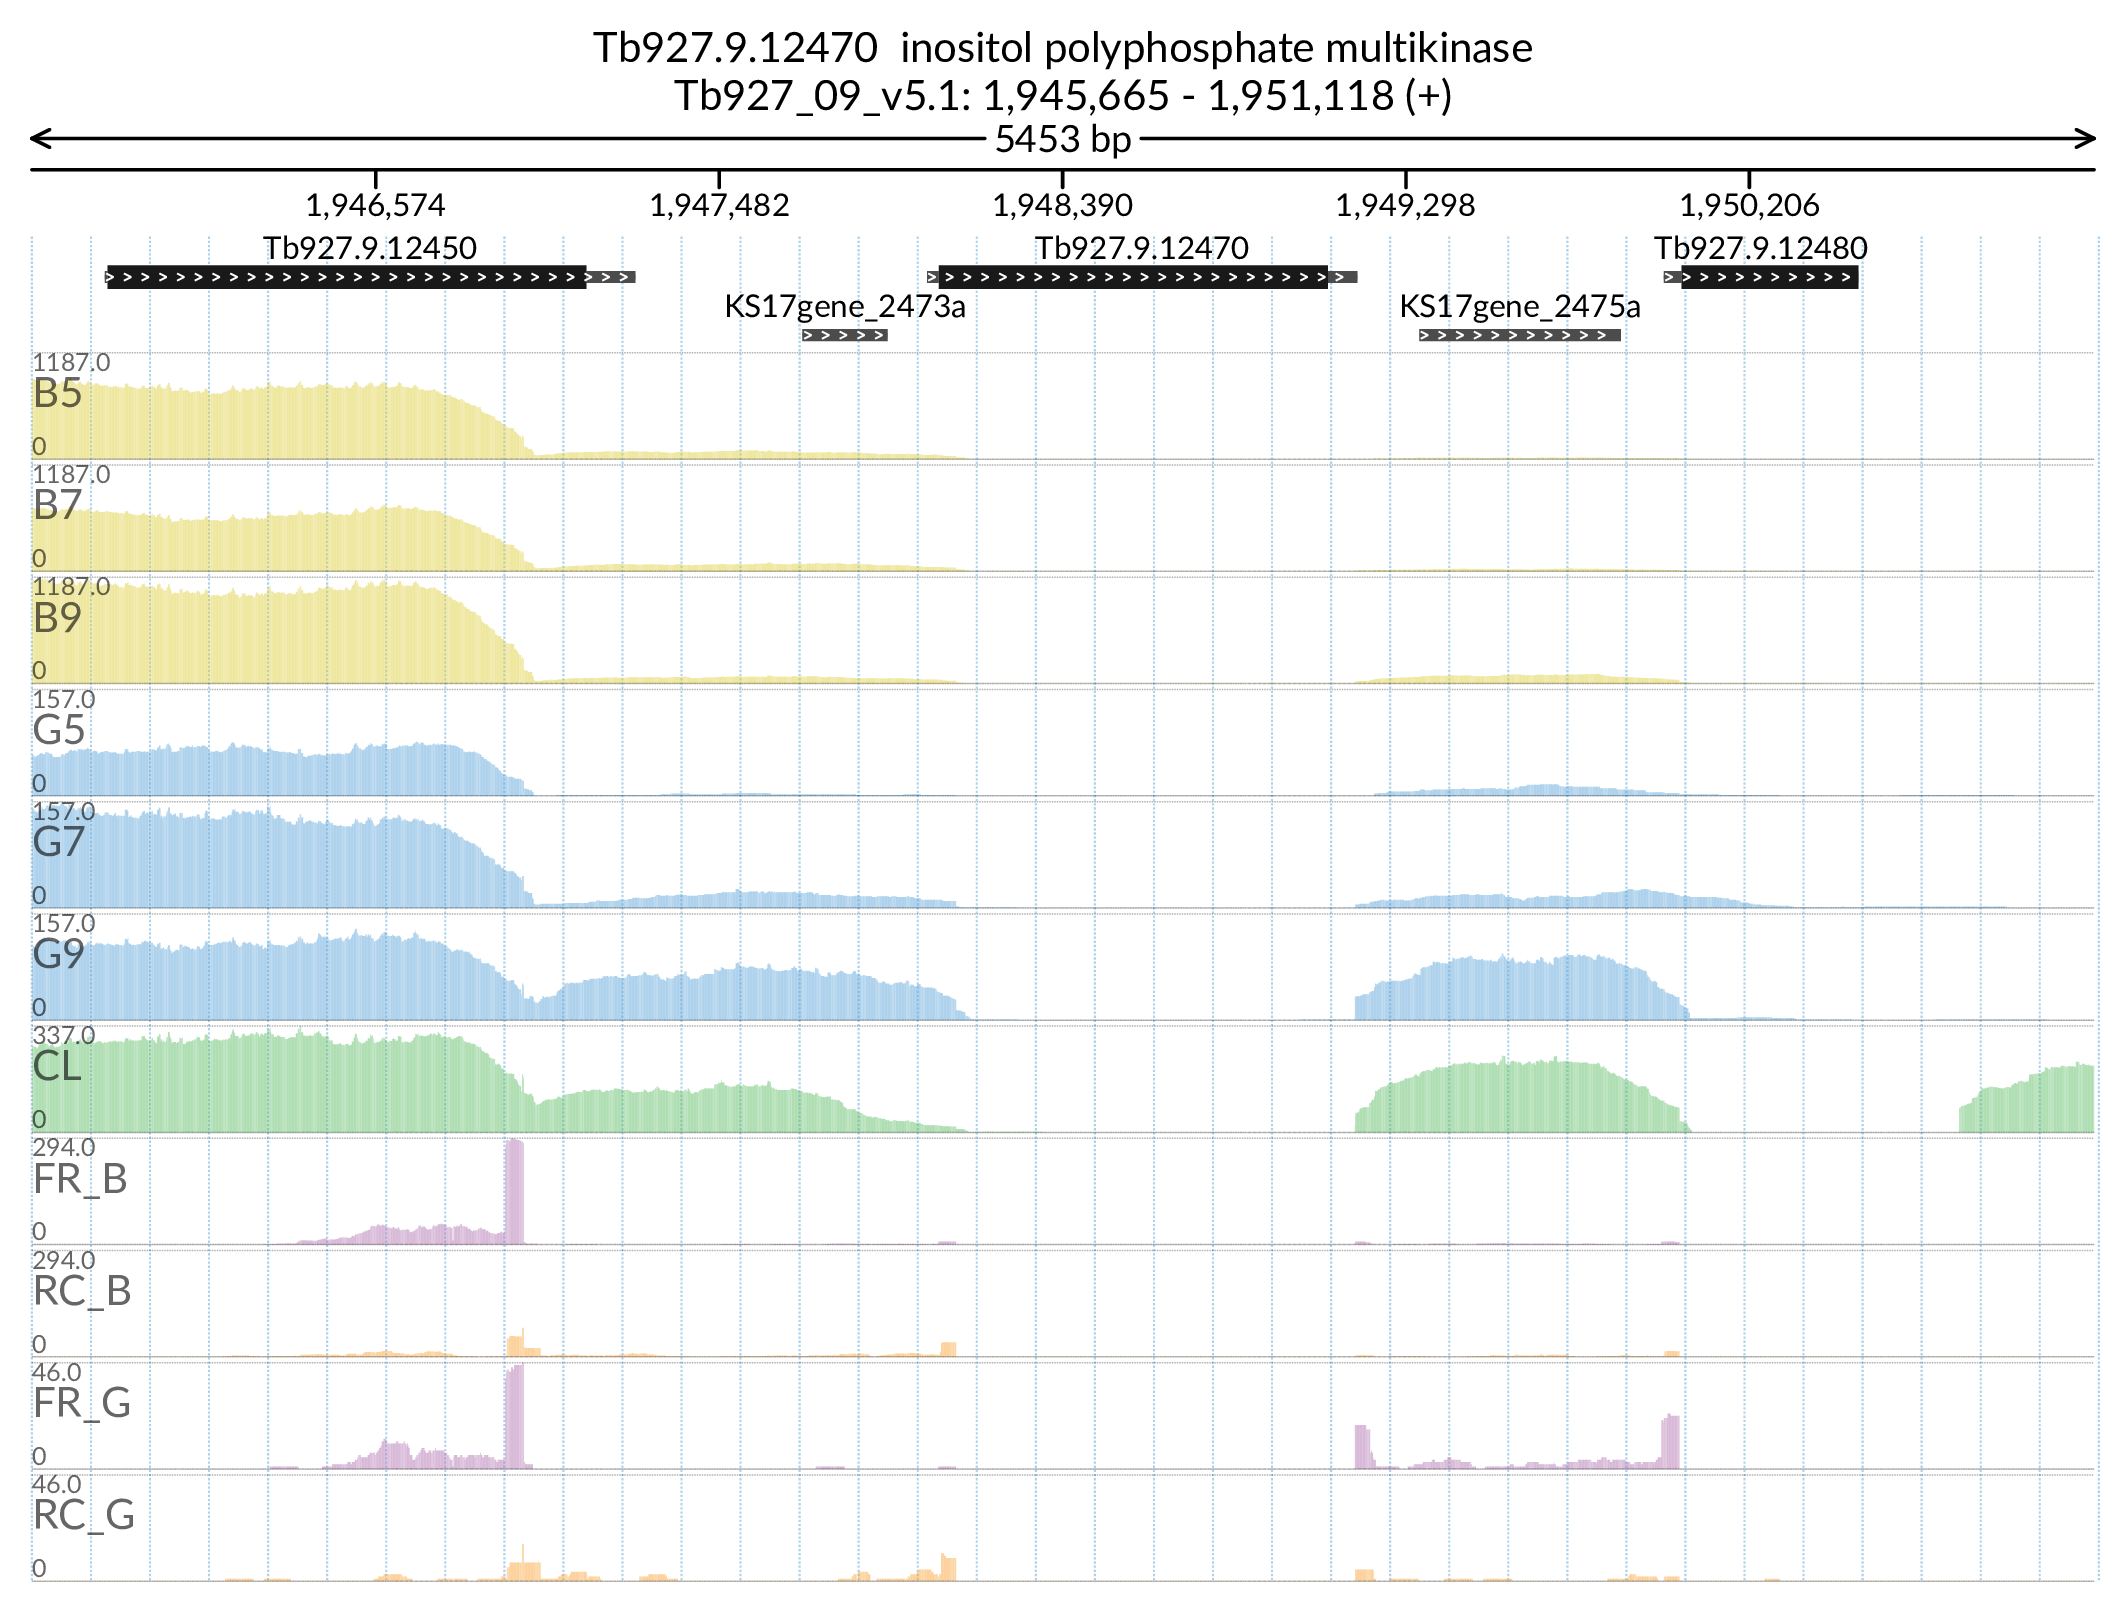 Tb927.9.12470  inositol polyphosphate multikinase
Tb927_09_v5.1: 1,945,665 - 1,951,118 (+)
5453 bp
1,946,574 1,947,482 1,948,390 1,949,298 1,950,206
Tb927.9.12450 Tb927.9.12470 Tb927.9.12480
KS17gene_2473a KS17gene_2475a
1187.0
B5
0
1187.0
B7
0
1187.0
B9
0
157.0
G5
0
157.0
G7
0
157.0
G9
0
337.0
CL
0
294.0
FR_B
0
294.0
RC_B
0
46.0
FR_G
0
46.0
RC_G
0